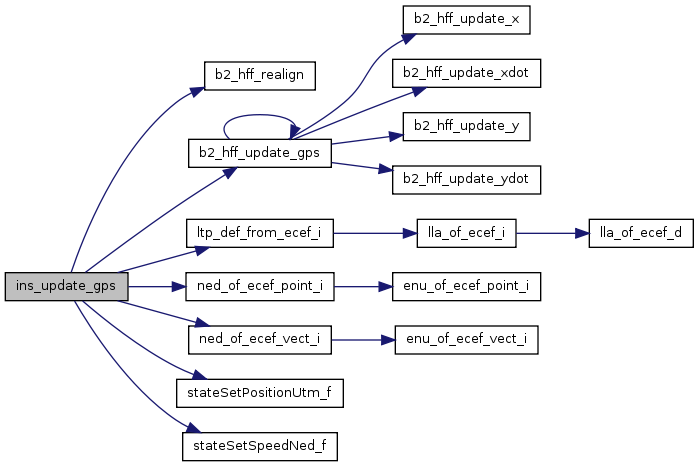 b2_hff_update_x
b2_hff_realign
b2_hff_update_xdot
b2_hff_update_y
b2_hff_update_gps
b2_hff_update_ydot
ltp_def_from_ecef_i
lla_of_ecef_i
lla_of_ecef_d
ins_update_gps
ned_of_ecef_point_i
enu_of_ecef_point_i
ned_of_ecef_vect_i
enu_of_ecef_vect_i
stateSetPositionUtm_f
stateSetSpeedNed_f